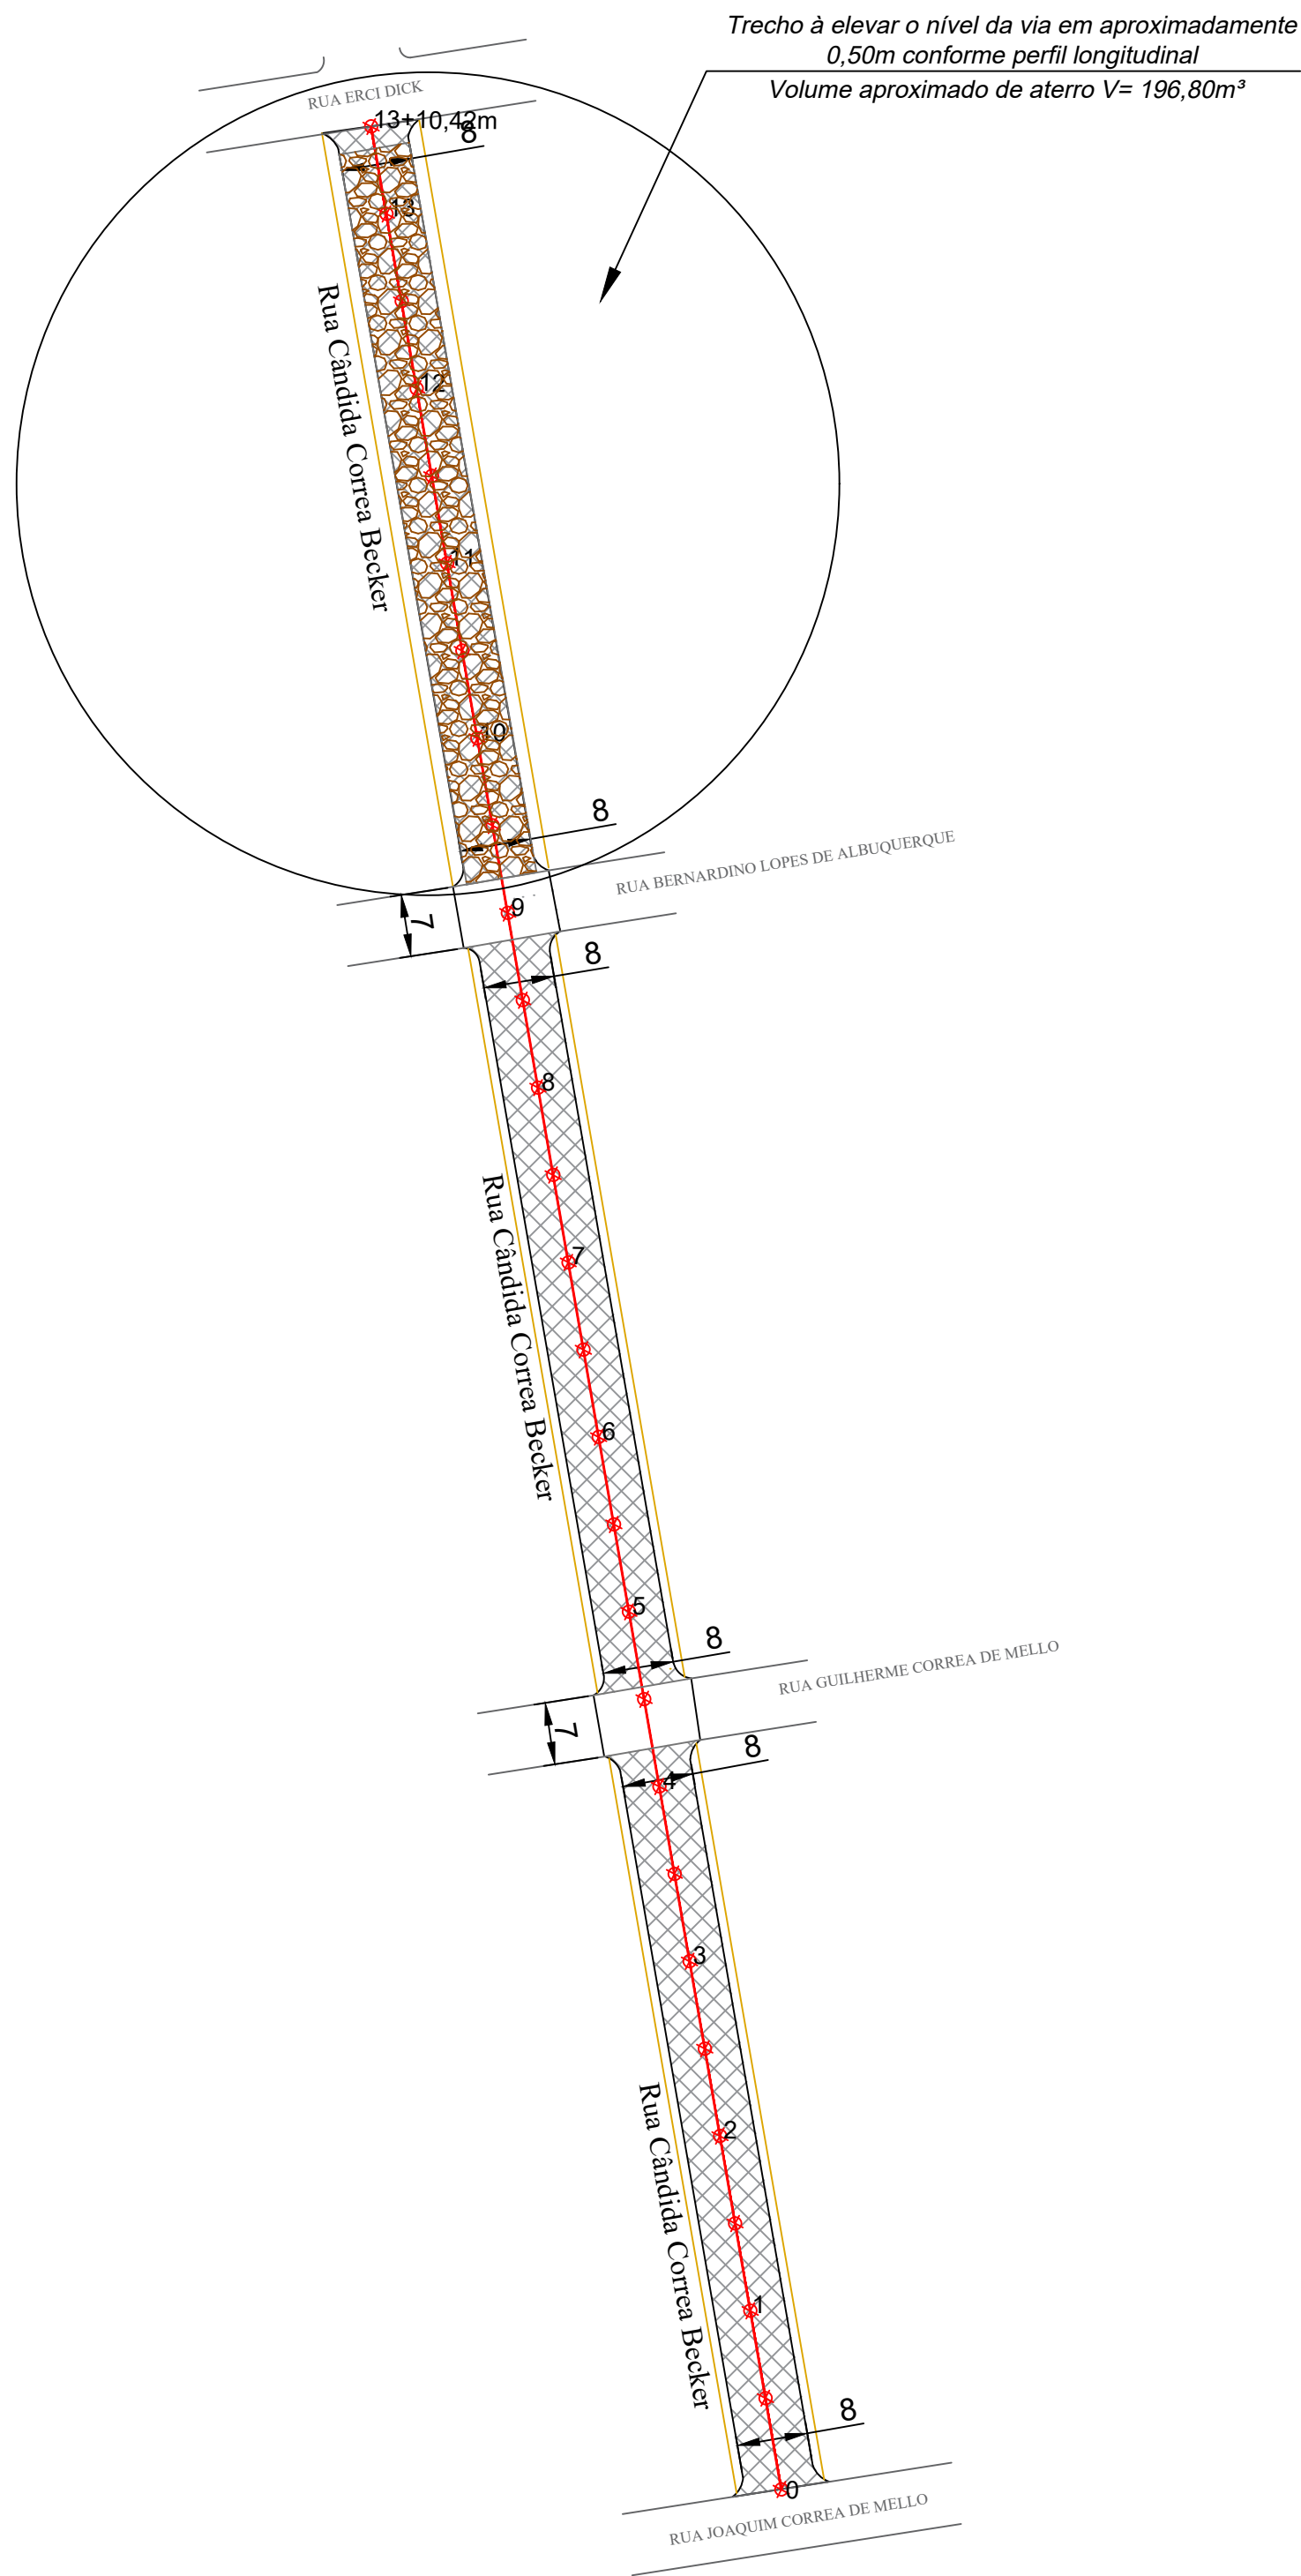 Trecho à elevar o nível da via em aproximadamente
0,50m conforme perfil longitudinal
Volume aproximado de aterro V= 196,80m³
RUA ERCI DICK
13+10,42m
8
13
Rua Cândida Correa Becker
12
11
10
8
RUA BERNARDINO LOPES DE ALBUQUERQUE
9
7
8
8
Rua Cândida Correa Becker
7
6
5
8
RUA GUILHERME CORREA DE MELLO
7
8
4
3
Rua Cândida Correa Becker
2
1
8
0
RUA JOAQUIM CORREA DE MELLO